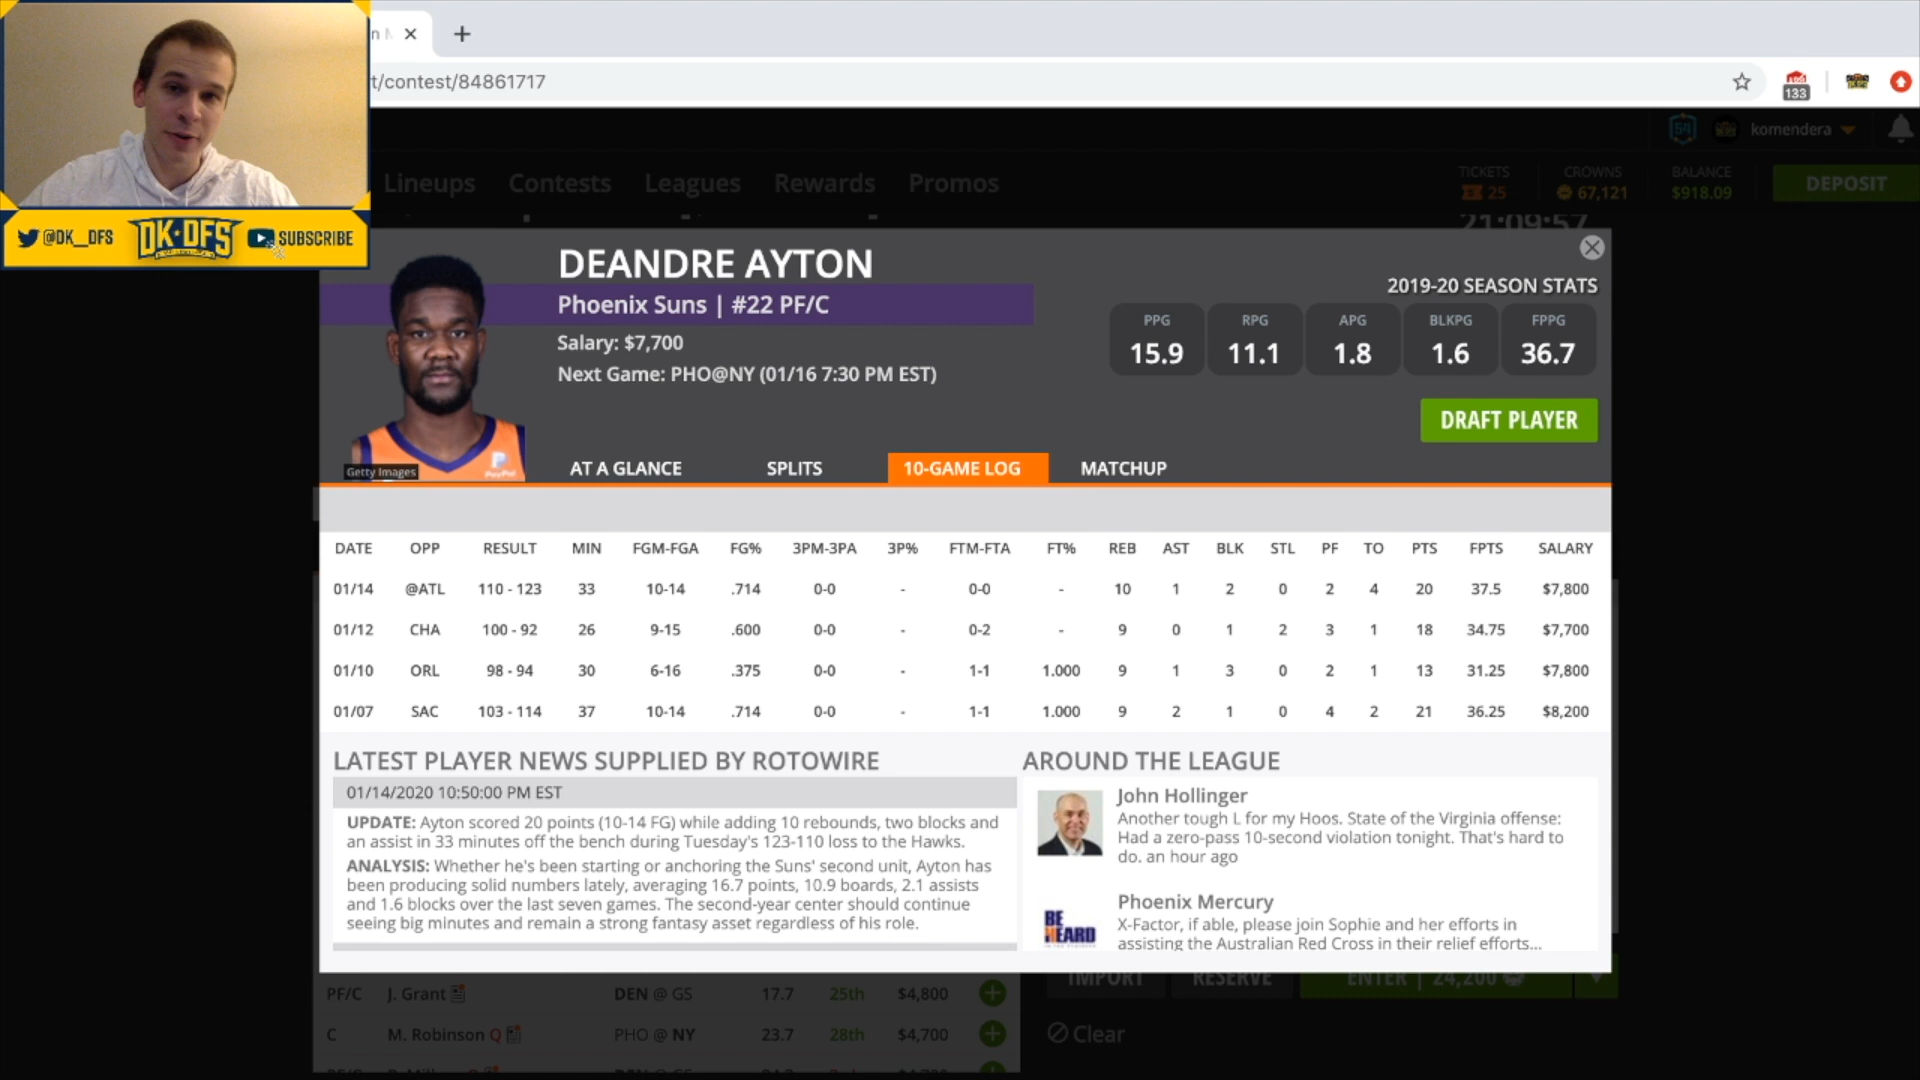 t/contest/84861717
133
54
komendera
Lineups
Contests
Leagues
Rewards
Promos
TICKETS
25
CROWNS
67,121
BALANCE
$918.09
DEPOSIT
@DK__DFS
DK★DFS
SUBSCRIBE
21:09:57
DEANDRE AYTON
Phoenix Suns | #22 PF/C
Salary: $7,700
Next Game: PHO@NY (01/16 7:30 PM EST)
2019-20 SEASON STATS
PPG RPG APG BLKPG FPPG
15.9 11.1 1.8 1.6 36.7
DRAFT PLAYER
Getty Images
PayPal
AT A GLANCE SPLITS 10-GAME LOG MATCHUP
DATE OPP RESULT MIN FGM-FGA FG% 3PM-3PA 3P% FTM-FTA FT% REB AST BLK STL PF TO PTS FPTS SALARY
01/14 @ATL 110 - 123 33 10-14 .714 0-0 - 0-0 - 10 1 2 0 2 4 20 37.5 $7,800
01/12 CHA 100 - 92 26 9-15 .600 0-0 - 0-2 - 9 0 1 2 3 1 18 34.75 $7,700
01/10 ORL 98 - 94 30 6-16 .375 0-0 - 1-1 1.000 9 1 3 0 2 1 13 31.25 $7,800
01/07 SAC 103 - 114 37 10-14 .714 0-0 - 1-1 1.000 9 2 1 0 4 2 21 36.25 $8,200
LATEST PLAYER NEWS SUPPLIED BY ROTOWIRE
01/14/2020 10:50:00 PM EST
UPDATE: Ayton scored 20 points (10-14 FG) while adding 10 rebounds, two blocks and
an assist in 33 minutes off the bench during Tuesday's 123-110 loss to the Hawks.
ANALYSIS: Whether he's been starting or anchoring the Suns' second unit, Ayton has
been producing solid numbers lately, averaging 16.7 points, 10.9 boards, 2.1 assists
and 1.6 blocks over the last seven games. The second-year center should continue
seeing big minutes and remain a strong fantasy asset regardless of his role.
AROUND THE LEAGUE
John Hollinger
Another tough L for my Hoos. State of the Virginia offense:
Had a zero-pass 10-second violation tonight. That's hard to
do. an hour ago
Phoenix Mercury
BE
HEARD
X-Factor, if able, please join Sophie and her efforts in
assisting the Australian Red Cross in their relief efforts...
IMPORT
RESERVE
ENTER | 24,200
PF/C J. Grant DEN @ GS 17.7 25th $4,800
C M. Robinson Q PHO @ NY 23.7 28th $4,700
Clear